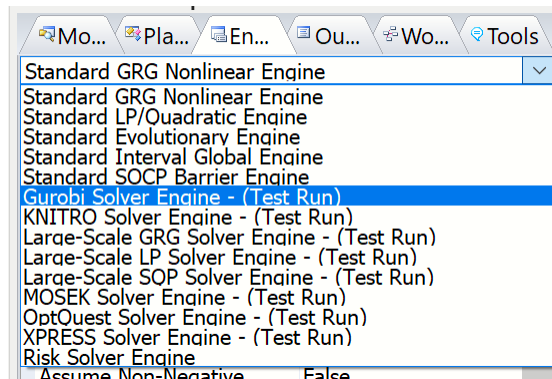 Mo... Pla... En... Ou... Wo... Tools
Standard GRG Nonlinear Engine
Standard GRG Nonlinear Engine
Standard LP/Quadratic Engine
Standard Evolutionary Engine
Standard Interval Global Engine
Standard SOCP Barrier Engine
Gurobi Solver Engine - (Test Run)
KNITRO Solver Engine - (Test Run)
Large-Scale GRG Solver Engine - (Test Run)
Large-Scale LP Solver Engine - (Test Run)
Large-Scale SQP Solver Engine - (Test Run)
MOSEK Solver Engine - (Test Run)
OptQuest Solver Engine - (Test Run)
XPRESS Solver Engine - (Test Run)
Risk Solver Engine
Assume Non-Negative False